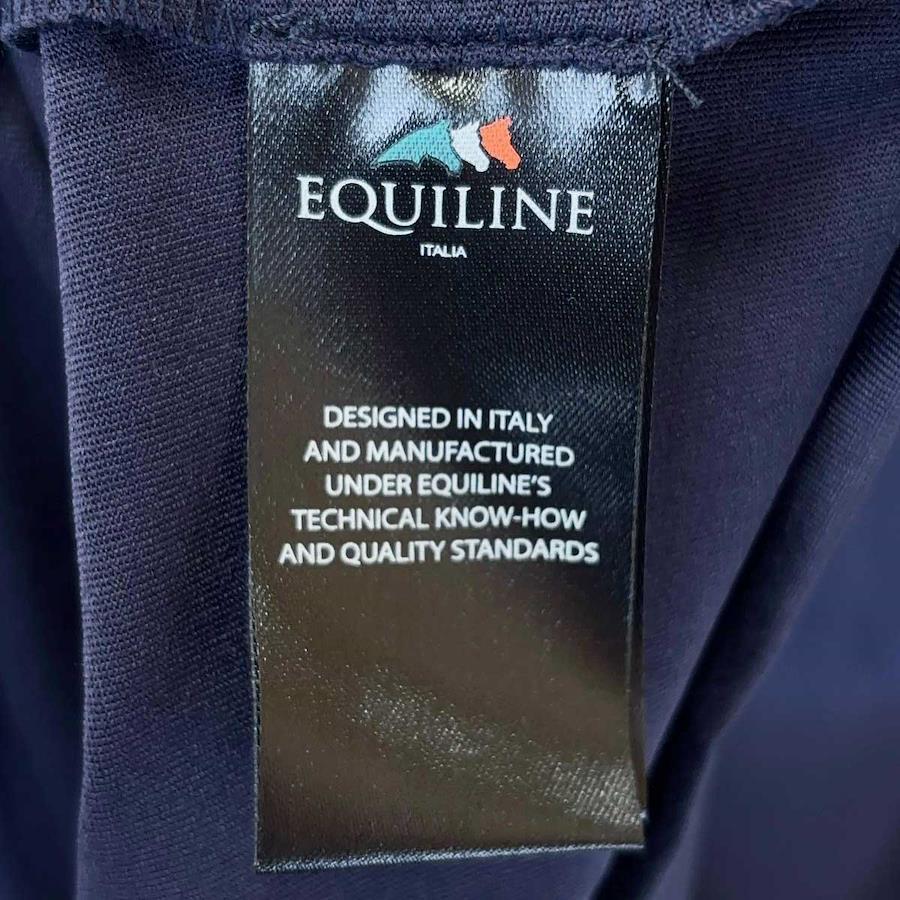 EQUILINE
ITALIA
DESIGNED IN ITALY
AND MANUFACTURED
UNDER EQUILINE'S
TECHNICAL KNOW-HOW
AND QUALITY STANDARDS